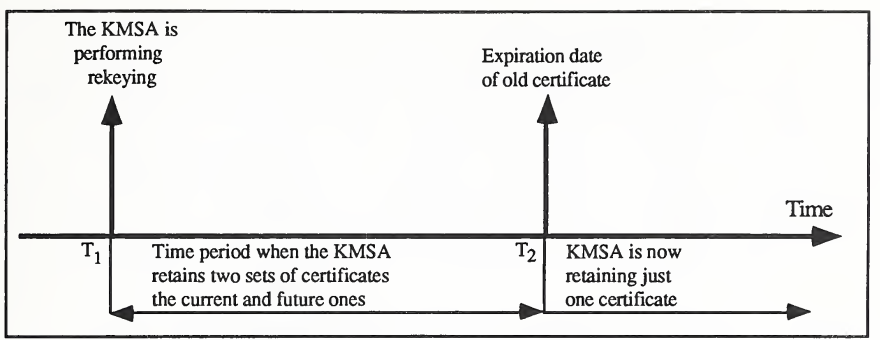 The KMSA is
performing
rekeying
Expiration date
of old certificate
Time
T1
Time period when the KMSA
retains two sets of certificates
the current and future ones
T2
KMSA is now
retaining just
one certificate